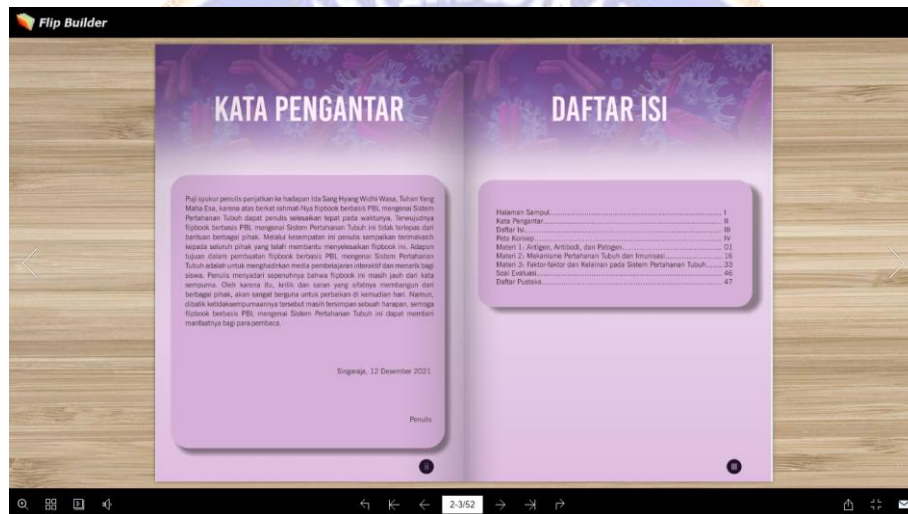 Flip Builder
KATA PENGANTAR
Puji syukur penulis panjatkan ke hadapan Ida Sang Hyang Widhi Wasa, Tuhan Yang
Maha Esa, karena atas berkat rahmat-Nya flipbook berbasis PBL mengenai Sistem
Pertahanan Tubuh dapat penulis selesaikan tepat pada waktunya. Terwujudnya
flipbook berbasis PBL mengenai Sistem Pertahanan Tubuh ini tidak terlepas dari
bantuan berbagai pihak. Melalui kesempatan ini penulis sampaikan terimakasih
kepada seluruh pihak yang telah membantu menyelesaikan flipbook ini. Adapun
tujuan dalam pembuatan flipbook berbasis PBL mengenai Sistem Pertahanan
Tubuh adalah untuk menghadirkan media pembelajaran interaktif dan menarik bagi
siswa. Penulis menyadari sepenuhnya bahwa flipbook ini masih jauh dari kata
sempurna. Oleh karena itu, kritik dan saran yang sifatnya membangun dari
berbagai pihak, akan sangat berguna untuk perbaikan di kemudian hari. Namun,
dibalik ketidaksempurnaannya tersebut masih tersimpan sebuah harapan, semoga
flipbook berbasis PBL mengenai Sistem Pertahanan Tubuh ini dapat memberi
manfaatnya bagi para pembaca.
Singaraja, 12 Desember 2021
Penulis
ii
DAFTAR ISI
Halaman Sampul.......... I
Kata Pengantar.......... II
Daftar Isi.......... III
Peta Konsep.......... IV
Materi 1: Antigen, Antibodi, dan Patogen.......... 01
Materi 2: Mekanisme Pertahanan Tubuh dan Imunisasi.......... 16
Materi 3: Faktor-faktor dan Kelainan pada Sistem Pertahanan Tubuh.......... 33
Soal Evaluasi.......... 46
Daftar Pustaka.......... 47
III
2-3/52